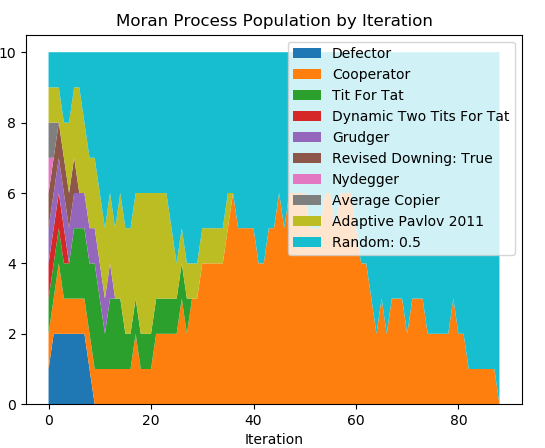 Moran Process Population by Iteration
10
8
6
4
2
0
Defector
Cooperator
Tit For Tat
Dynamic Two Tits For Tat
Grudger
Revised Downing: True
Nydegger
Average Copier
Adaptive Pavlov 2011
Random: 0.5
0 20 40 60 80
Iteration